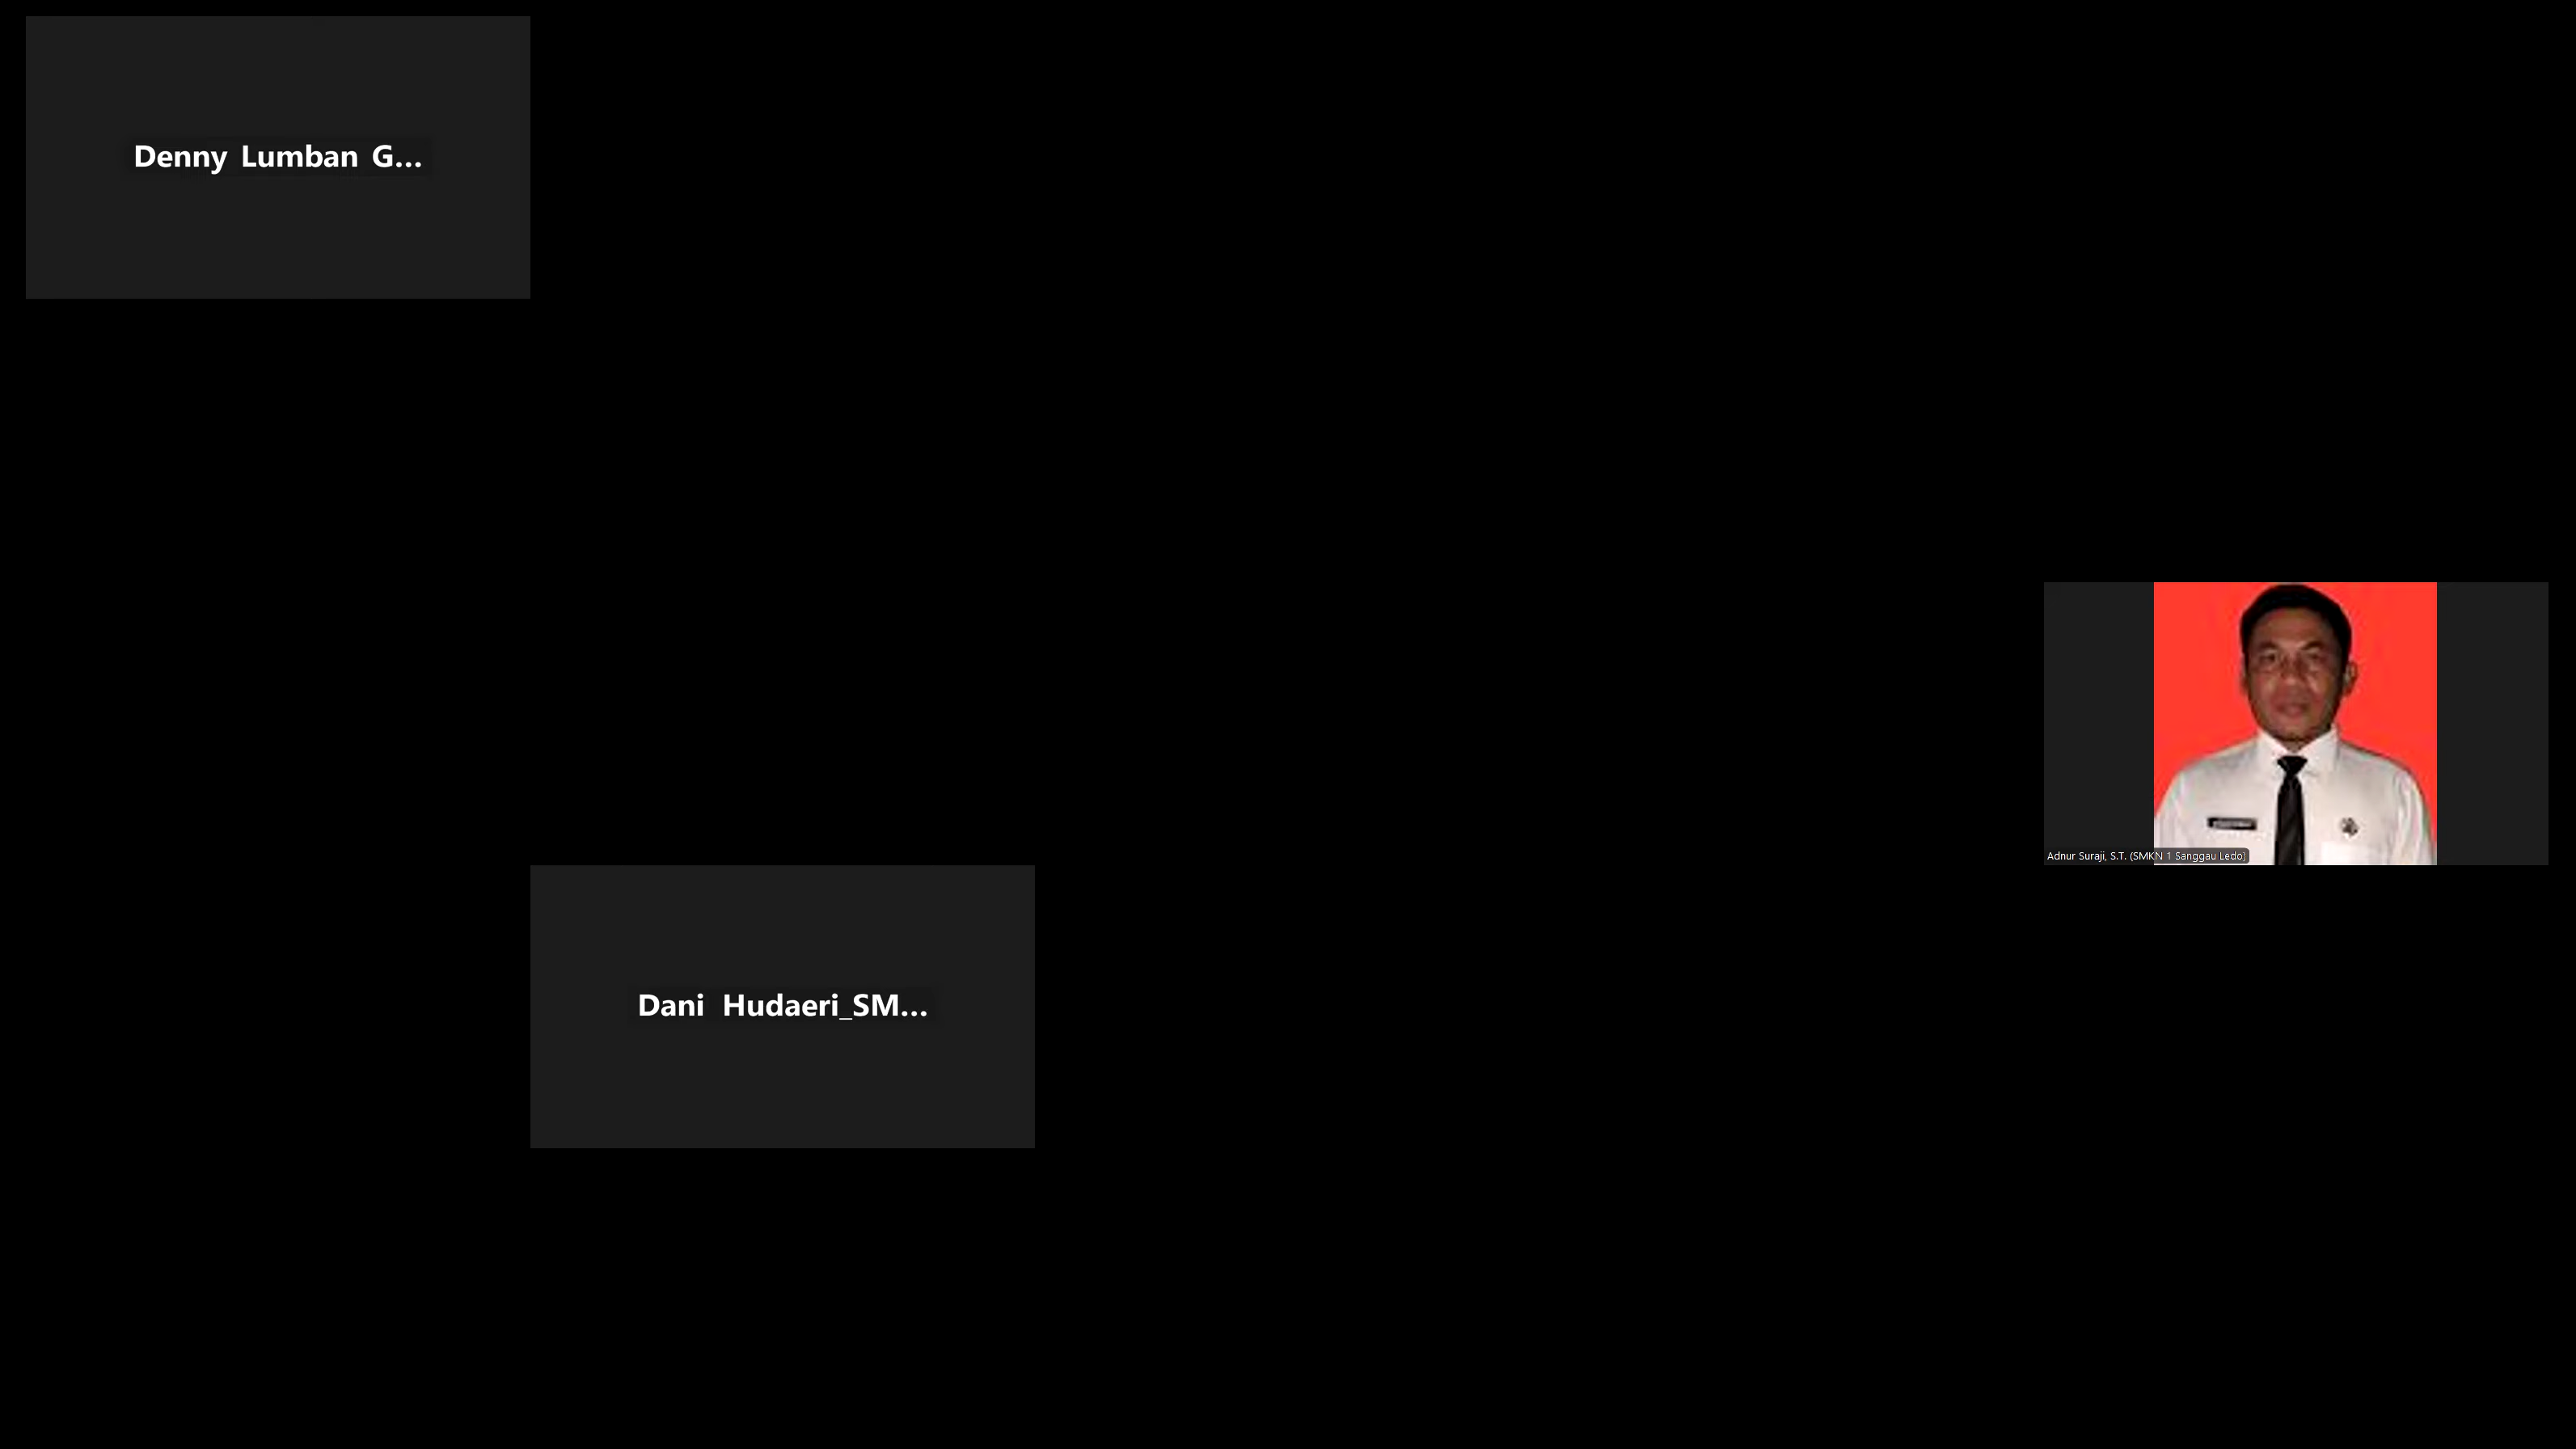 Denny Lumban G...
Adnur Suraji, S.T. (SMKN 1 Sanggau Ledo)
Dani Hudaeri_SM...